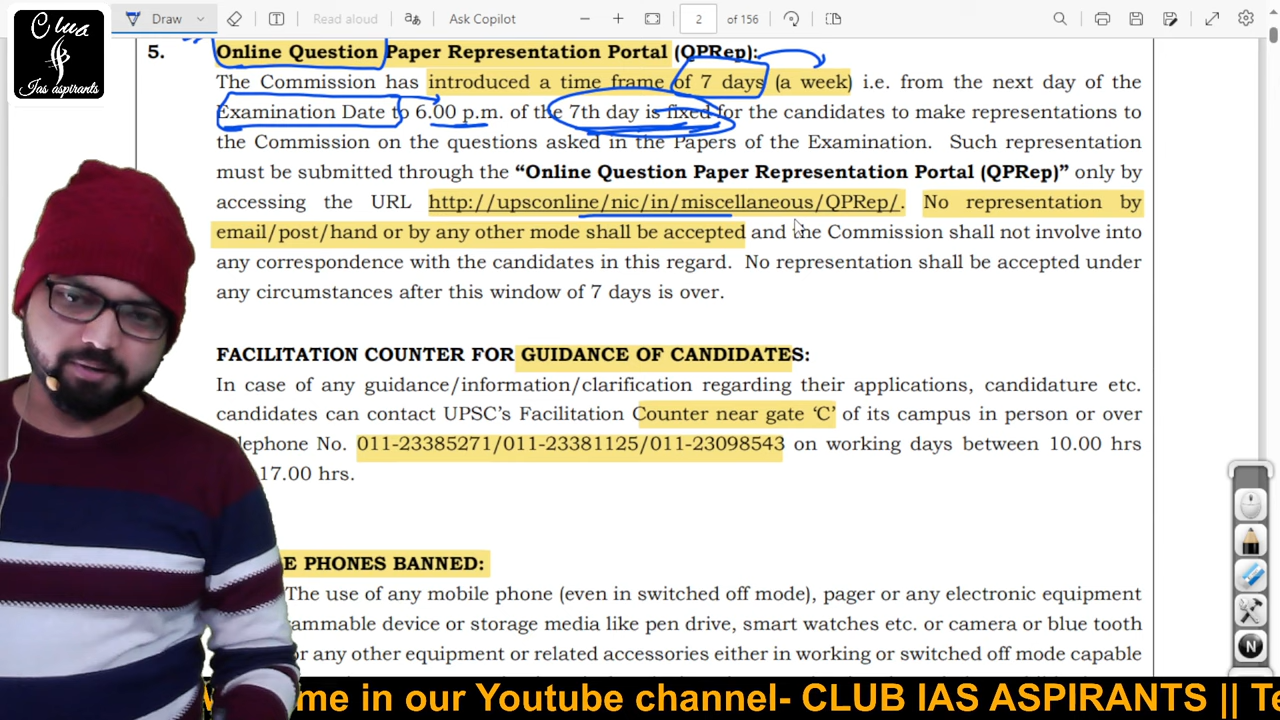 Club
Ias aspirants
Draw
Read aloud
Ask Copilot
2 of 156
5. Online Question Paper Representation Portal (QPRep):
The Commission has introduced a time frame of 7 days (a week) i.e. from the next day of the
Examination Date to 6.00 p.m. of the 7th day is fixed for the candidates to make representations to
the Commission on the questions asked in the Papers of the Examination. Such representation
must be submitted through the “Online Question Paper Representation Portal (QPRep)” only by
accessing the URL http://upsconline/nic/in/miscellaneous/QPRep/. No representation by
email/post/hand or by any other mode shall be accepted and the Commission shall not involve into
any correspondence with the candidates in this regard. No representation shall be accepted under
any circumstances after this window of 7 days is over.
FACILITATION COUNTER FOR GUIDANCE OF CANDIDATES:
In case of any guidance/information/clarification regarding their applications, candidature etc.
candidates can contact UPSC’s Facilitation Counter near gate ‘C’ of its campus in person or over
No. 011-23385271/011-23381125/011-23098543 on working days between 10.00 hrs
17.00 hrs.
PHONES BANNED:
The use of any mobile phone (even in switched off mode), pager or any electronic equipment
device or storage media like pen drive, smart watches etc. or camera or blue tooth
or any other equipment or related accessories either in working or switched off mode capable
me in our Youtube channel- CLUB IAS ASPIRANTS ||
N